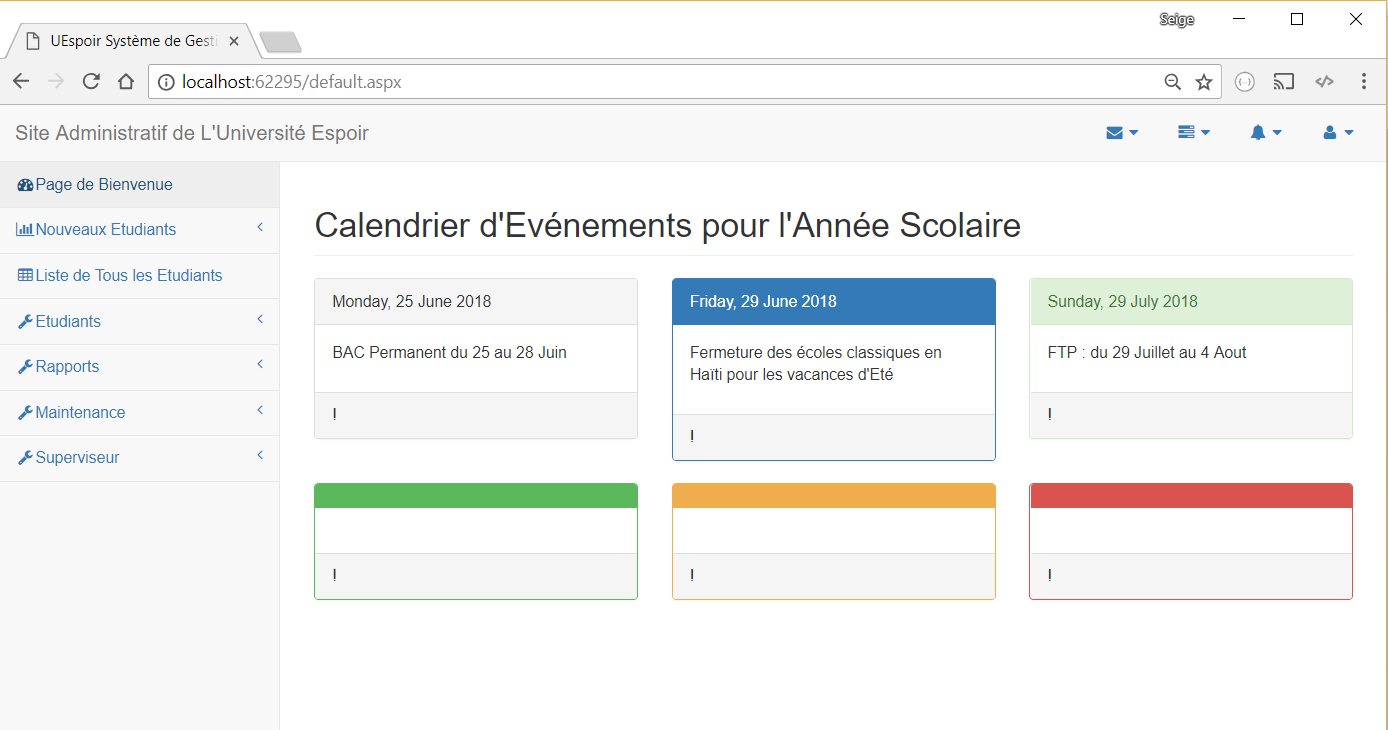 Seige
UEspoir Système de Gesti
localhost:62295/default.aspx
Site Administratif de L'Université Espoir
Page de Bienvenue
Nouveaux Etudiants
Liste de Tous les Etudiants
Etudiants
Rapports
Maintenance
Superviseur
Calendrier d'Evénements pour l'Année Scolaire
Monday, 25 June 2018
BAC Permanent du 25 au 28 Juin
!
Friday, 29 June 2018
Fermeture des écoles classiques en
Haïti pour les vacances d'Eté
!
Sunday, 29 July 2018
FTP : du 29 Juillet au 4 Aout
!
!
!
!